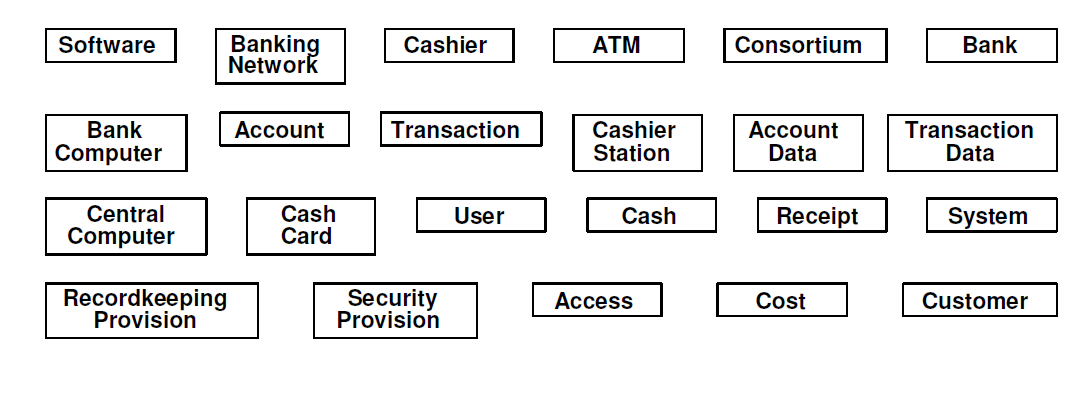 Software
Banking
Network
Cashier
ATM
Consortium
Bank
Bank
Computer
Account
Transaction
Cashier
Station
Account
Data
Transaction
Data
Central
Computer
Cash
Card
User
Cash
Receipt
System
Recordkeeping
Provision
Security
Provision
Access
Cost
Customer